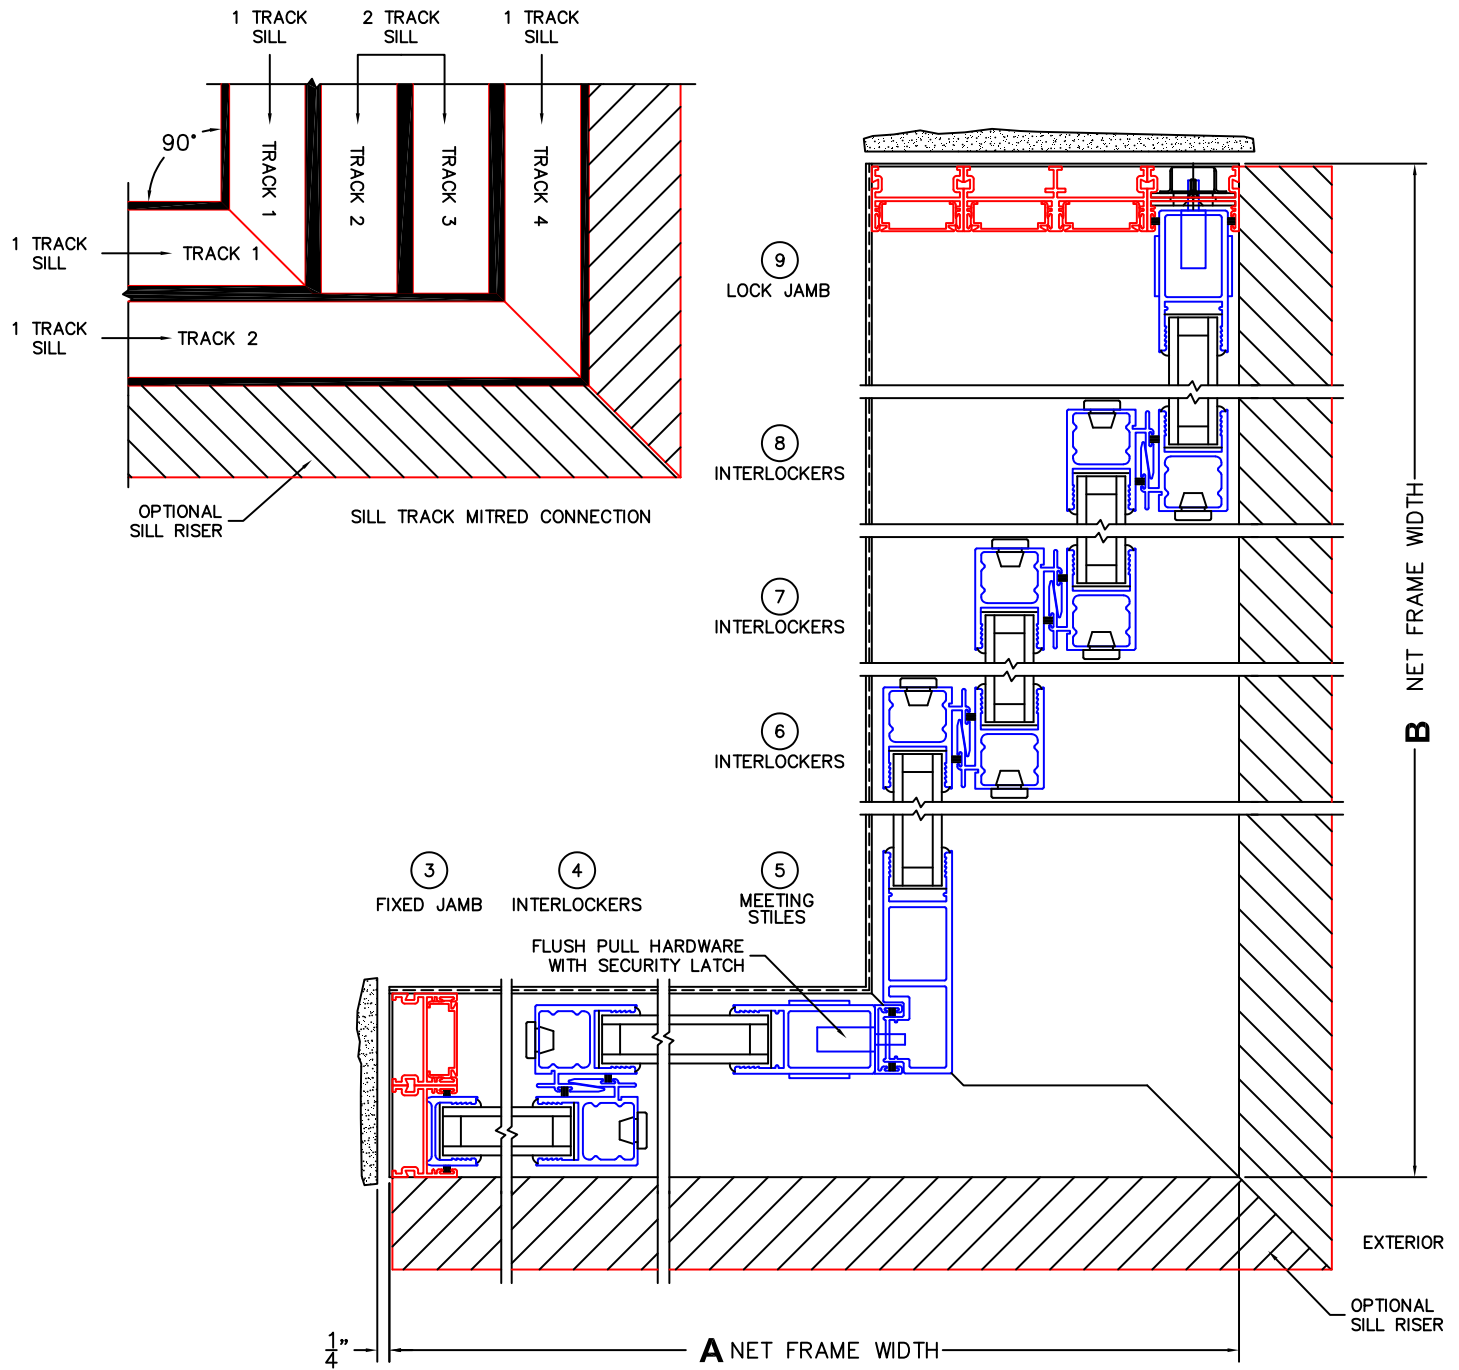 1 TRACK
SILL
2 TRACK
SILL
1 TRACK
SILL
90°
TRACK 1
TRACK 2
TRACK 3
TRACK 4
1 TRACK
SILL
TRACK 1
1 TRACK
SILL
TRACK 2
OPTIONAL
SILL RISER
SILL TRACK MITRED CONNECTION
9
LOCK JAMB
8
INTERLOCKERS
7
INTERLOCKERS
6
INTERLOCKERS
B NET FRAME WIDTH
3
FIXED JAMB
4
INTERLOCKERS
5
MEETING
STILES
FLUSH PULL HARDWARE
WITH SECURITY LATCH
EXTERIOR
OPTIONAL
SILL RISER
1/4"
A NET FRAME WIDTH